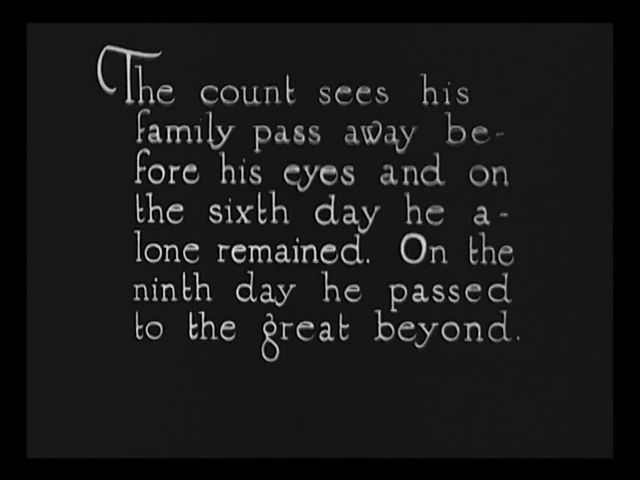 The count sees his
family pass away be-
fore his eyes and on
the sixth day he a-
lone remained. On the
ninth day he passed
to the great beyond.